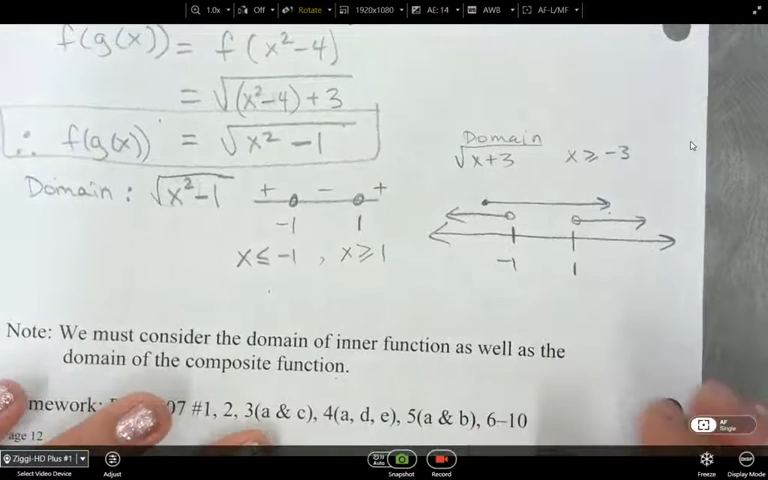 1.0x Off Rotate 1920x1080 AE: 14 AWB AF-L/MF
f(g(x)) = f(x²-4)
= √(x²-4)+3
∴ f(g(x)) = √x²-1
Domain: √x²-1 + - +
-1 1
x≤-1, x≥1
Domain
√x+3 x≥-3
-1 1
Note: We must consider the domain of inner function as well as the
domain of the composite function.
07 #1, 2, 3(a & c), 4(a, d, e), 5(a & b), 6–10
age 12
AF
Single
Ziggi-HD Plus #1 Auto
Select Video Device Adjust Snapshot Record Freeze Display Mode